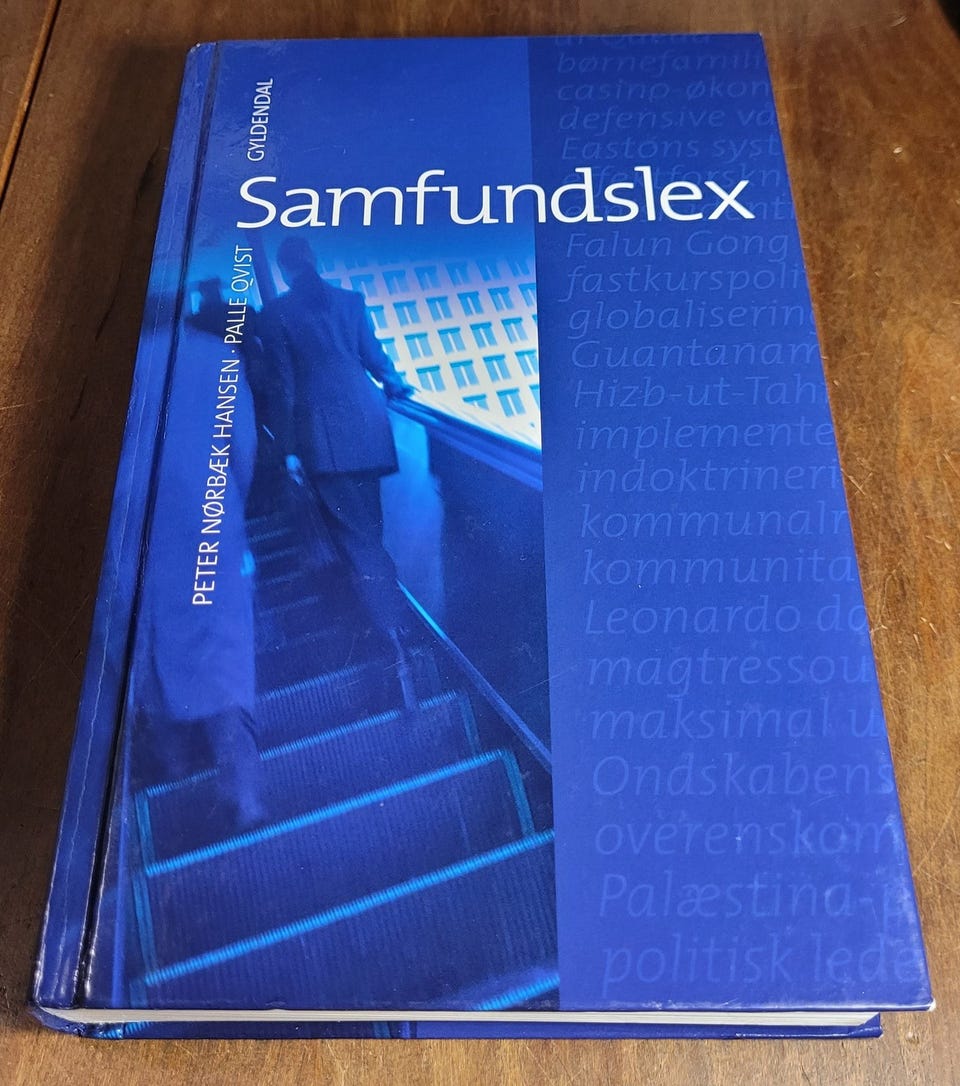 GYLDENDAL
Samfundslex
PETER NØRBÆK HANSEN · PALLE QVIST
børnefamili
casino-økon
defensive va
Eastons syst
Falun Gong
fastkurspoli
globalisering
Guantanam
Hizb-ut-Tah
implemente
indoktrineri
kommunalr
kommunita
Leonardo da
magtressou
maksimal u
Ondskabens
overenskom
Palæstina-p
politisk lede